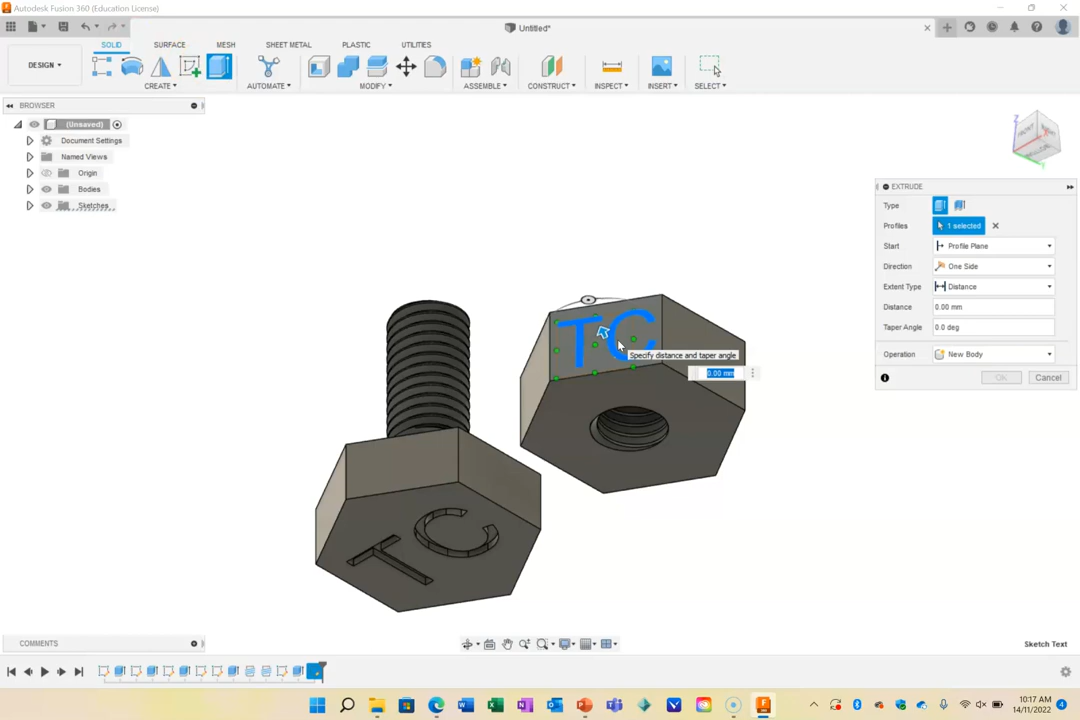 Autodesk Fusion 360 (Education License)
Untitled*
SOLID SURFACE MESH SHEET METAL PLASTIC UTILITIES
DESIGN
CREATE AUTOMATE MODIFY ASSEMBLE CONSTRUCT INSPECT INSERT SELECT
BROWSER
(Unsaved)
Document Settings
Named Views
Origin
Bodies
Sketches
Z
FRONT
RIGHT
X
Y
EXTRUDE
Type
Profiles 1 selected
Start Profile Plane
Direction One Side
Extent Type Distance
Distance 0.00 mm
Taper Angle 0.0 deg
Operation New Body
OK Cancel
TC
Specify distance and taper angle
0.00 mm
TC
COMMENTS
Sketch Text
10:17 AM
14/11/2022
4